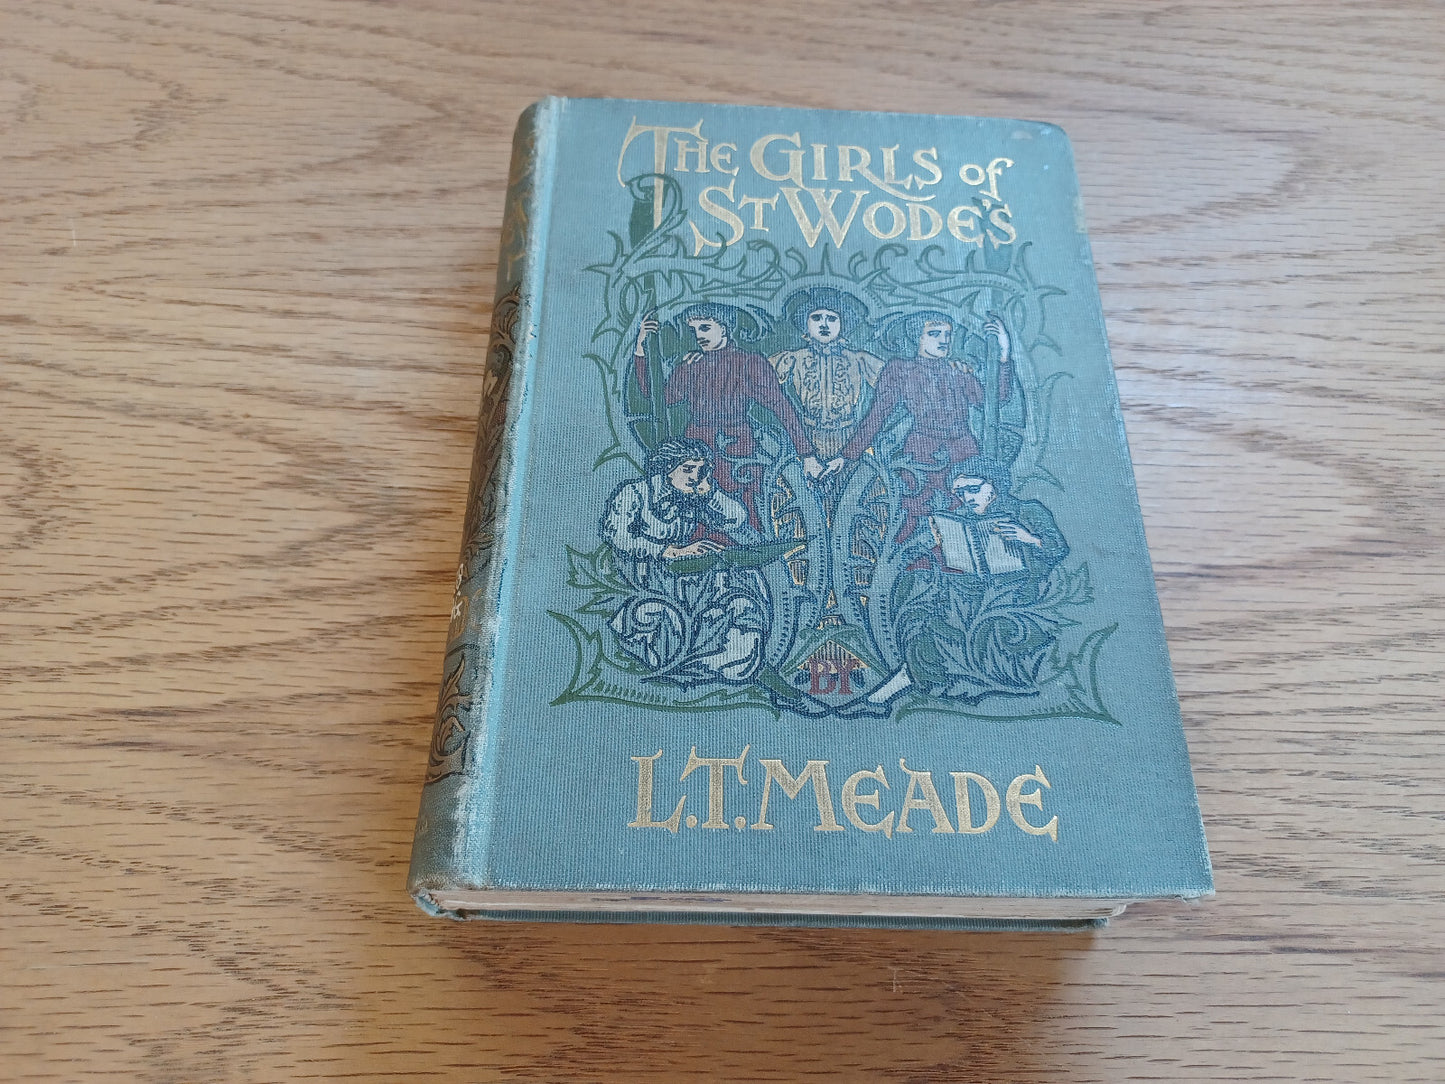 THE GIRLS of
ST WODE'S
BY
L.T. MEADE